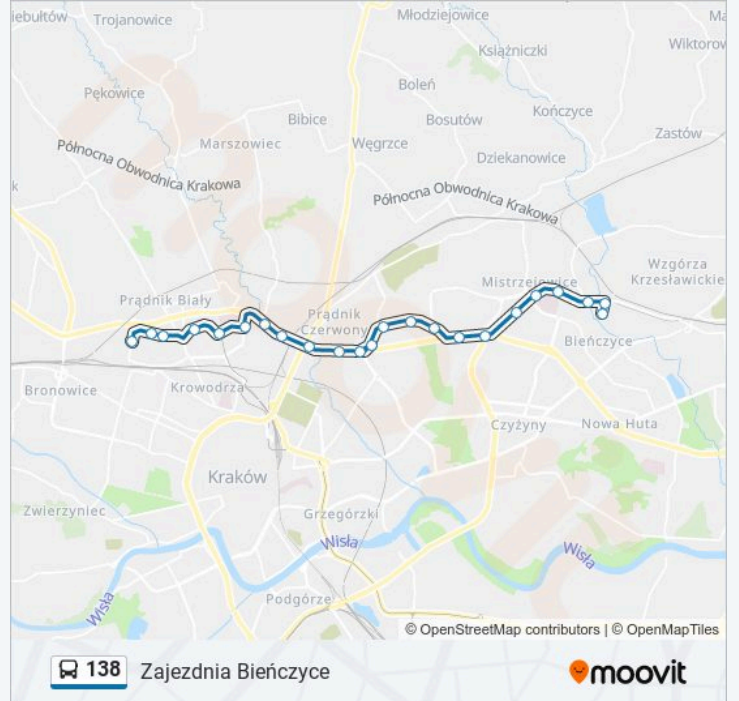 iebułtów
Trojanowice
Młodziejowice
Ma
Książniczki
Wiktorow
Pękowice
Boleń
Kończyce
Bibice
Bosutów
Zastów
Marszowiec
Węgrzce
Północna Obwodnica Krakowa
Dziekanowice
k
Północna Obwodnica Krakowa
Wzgórza
Krzesławickie
Mistrzejowice
Prądnik Biały
Prądnik
Czerwony
Bieńczyce
Bronowice
Krowodrza
Czyżyny
Nowa Huta
Kraków
Zwierzyniec
Grzegórzki
Wisła
Wisła
Wisła
Podgórze
© OpenStreetMap contributors | © OpenMapTiles
138 Zajezdnia Bieńczyce
moovit